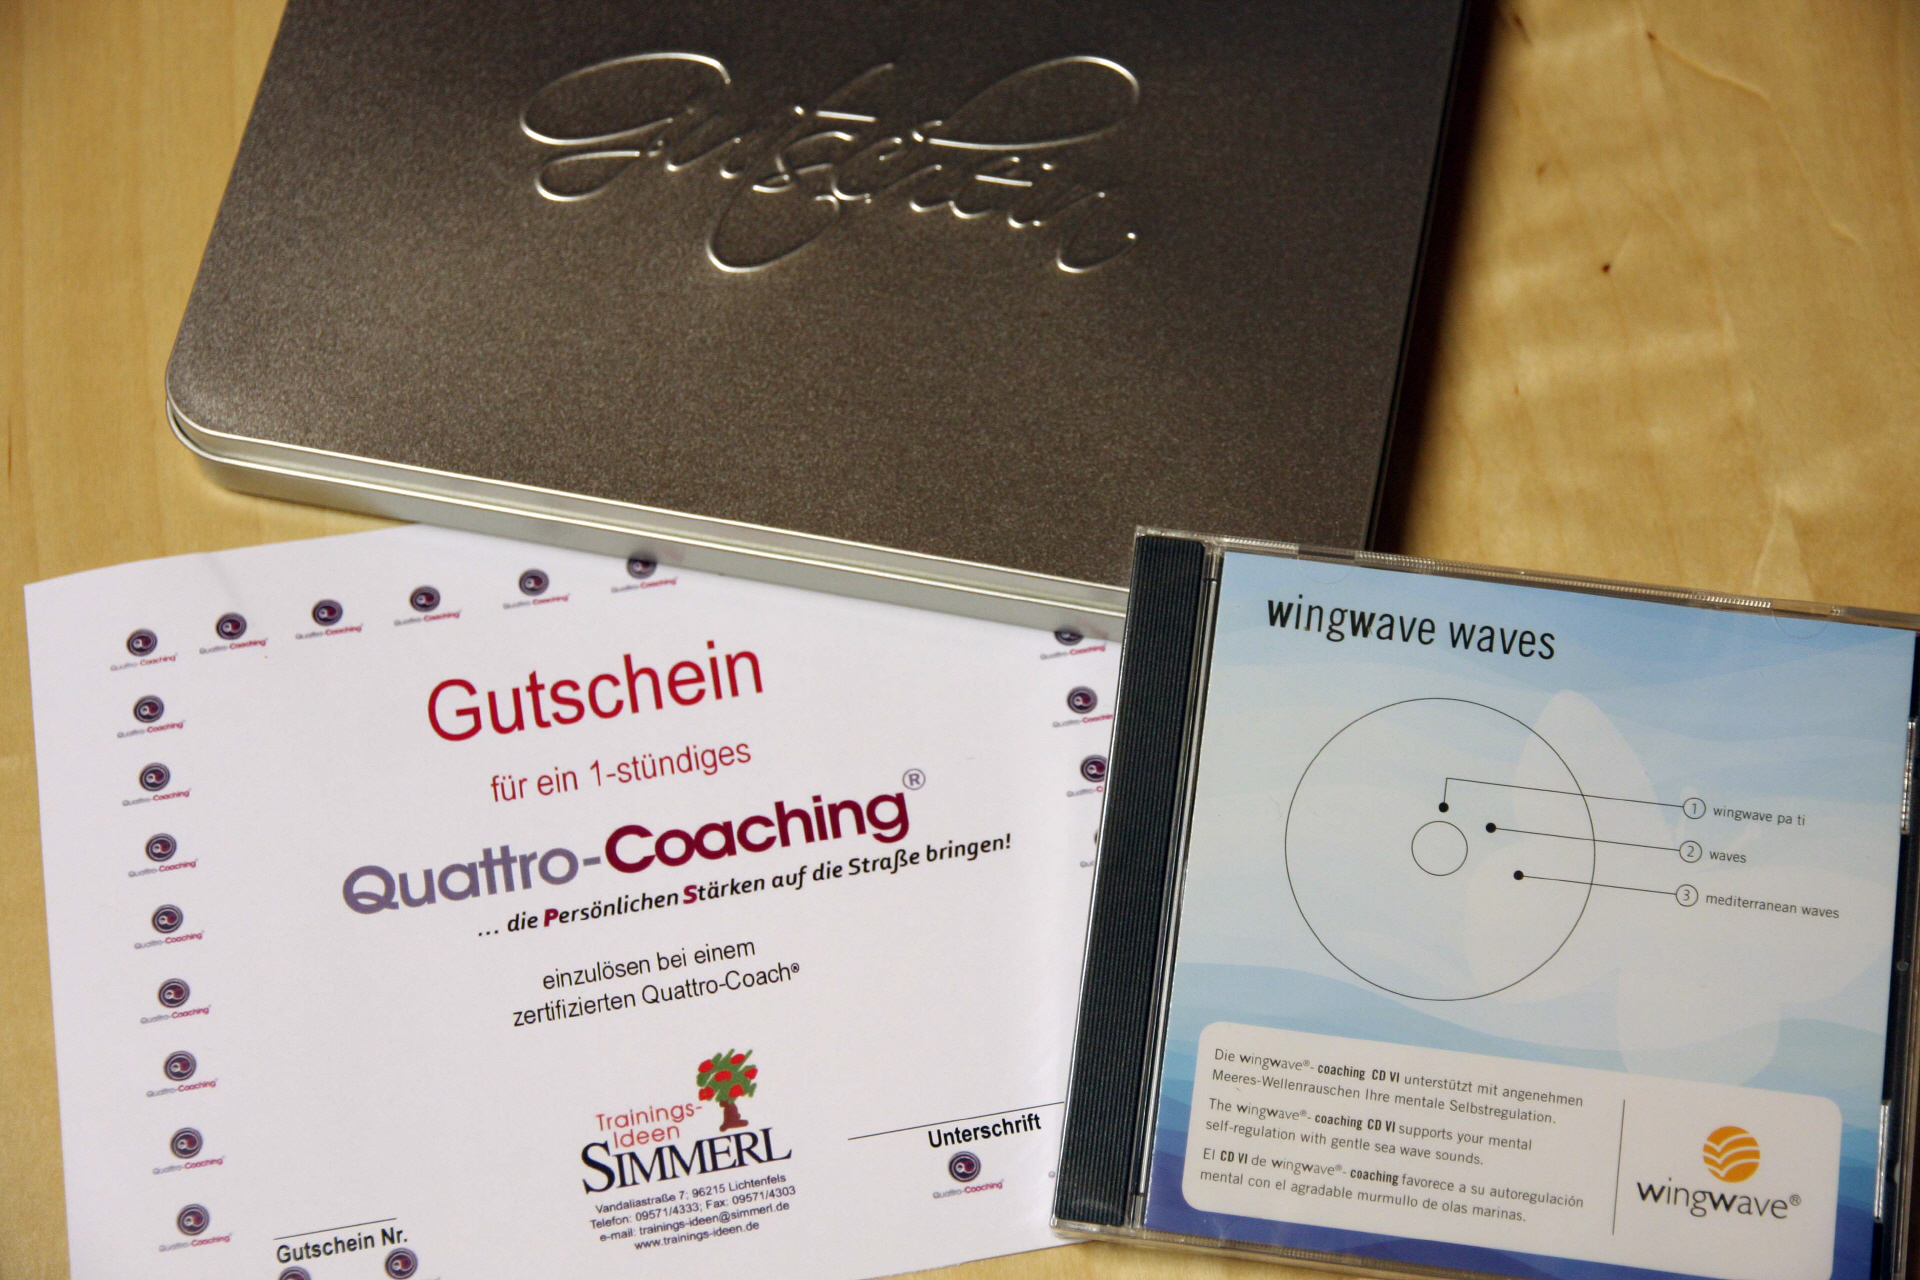 Gutschein
Gutschein
für ein 1-stündiges
Quattro-Coaching®
... die Persönlichen Stärken auf die Straße bringen!
einzulösen bei einem
zertifizierten Quattro-Coach®
Trainings-
Ideen
SIMMERL
Vandaliastraße 7; 96215 Lichtenfels
Telefon: 09571/4333; Fax: 09571/4303
e-mail: trainings-ideen@simmerl.de
www.trainings-ideen.de
Unterschrift
Quattro-Coaching
Gutschein Nr.
wingwave waves
1 wingwave pa ti
2 waves
3 mediterranean waves
Die wingwave®- coaching CD VI unterstützt mit angenehmen
Meeres-Wellenrauschen Ihre mentale Selbstregulation.
The wingwave®- coaching CD VI supports your mental
self-regulation with gentle sea wave sounds.
El CD VI de wingwave®- coaching favorece a su autoregulación
mental con el agradable murmullo de olas marinas.
wingwave®